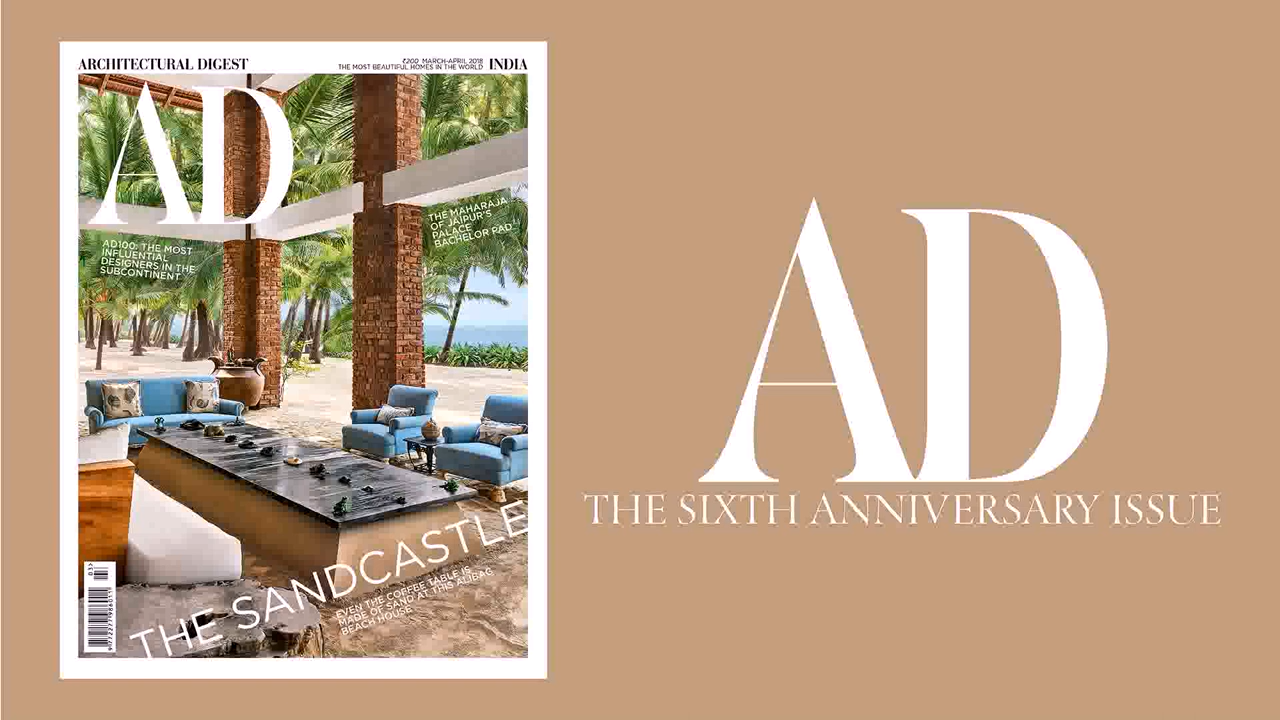 ARCHITECTURAL DIGEST
₹200 MARCH-APRIL 2018
THE MOST BEAUTIFUL HOMES IN THE WORLD
INDIA
AD
AD100: THE MOST
INFLUENTIAL
DESIGNERS IN THE
SUBCONTINENT
THE MAHARAJA
OF JAIPUR'S
PALACE
BACHELOR PAD
THE SANDCASTLE
EVEN THE COFFEE TABLE IS
MADE OF SAND AT THIS ALIBAG
BEACH HOUSE
AD
THE SIXTH ANNIVERSARY ISSUE